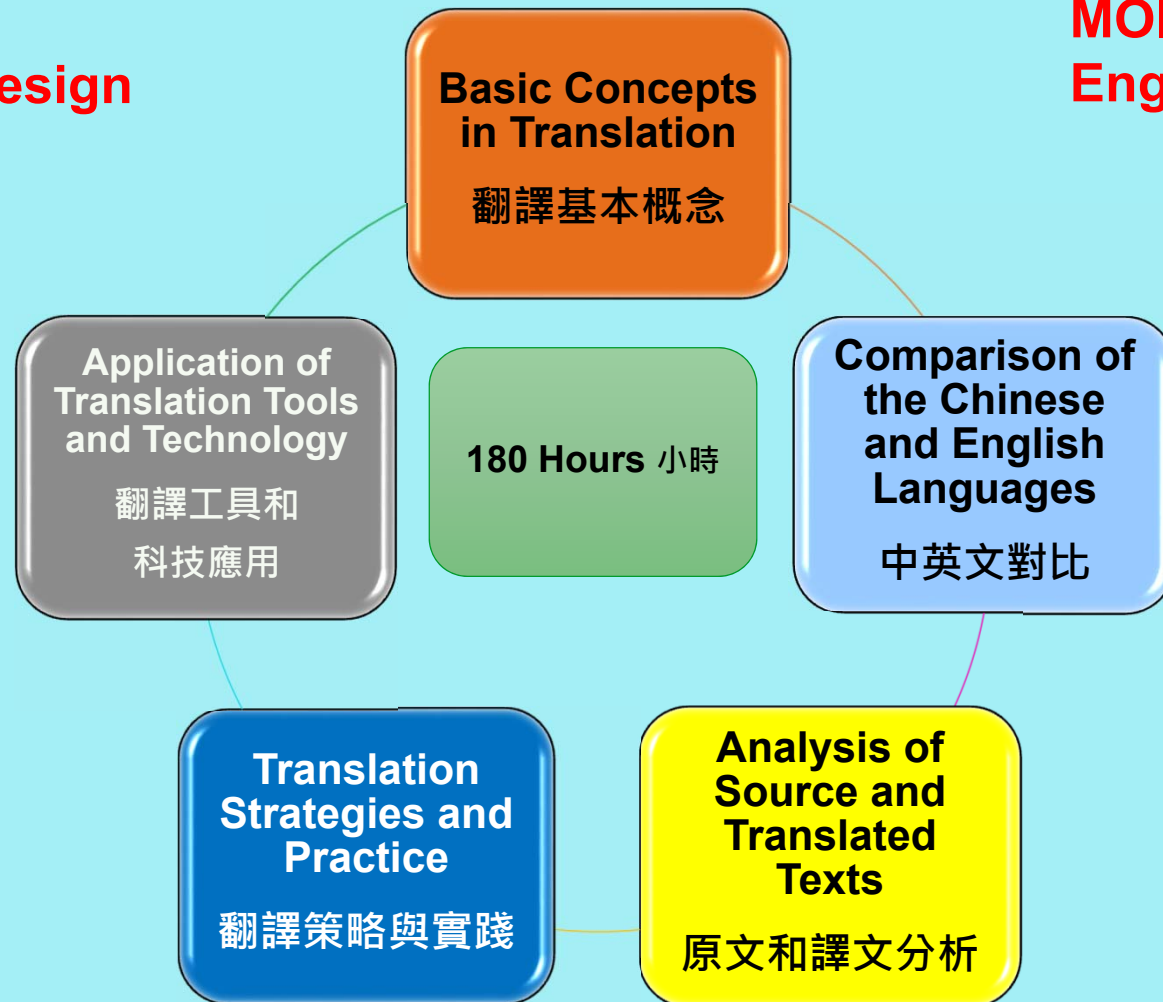 Basic Concepts
in Translation
翻譯基本概念
Comparison of
the Chinese
and English
Languages
中英文對比
Analysis of
Source and
Translated
Texts
原文和譯文分析
Translation
Strategies and
Practice
翻譯策略與實踐
Application of
Translation Tools
and Technology
翻譯工具和
科技應用
180 Hours 小時